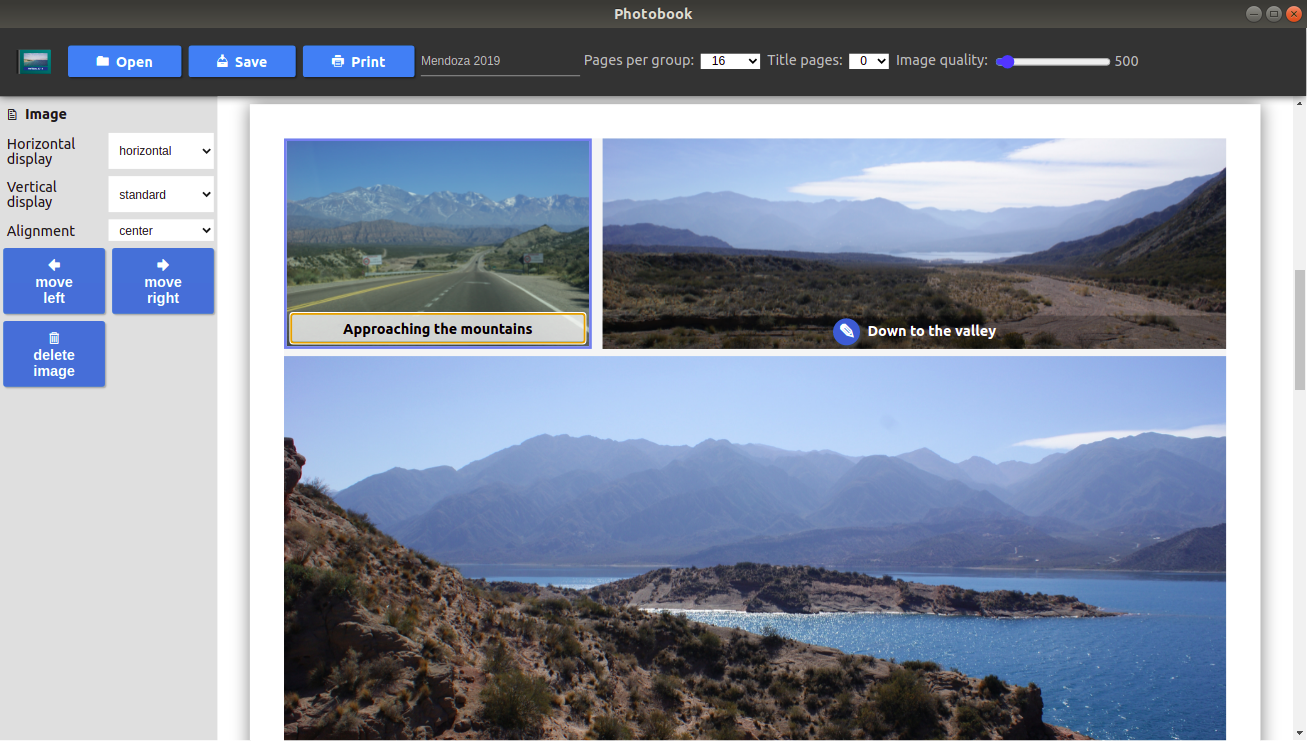 Photobook
Open
Save
Print
Mendoza 2019
Pages per group:
16
Title pages:
0
Image quality:
500
Image
Horizontal
display
horizontal
Vertical
display
standard
Alignment
center
move
left
move
right
delete
image
Approaching the mountains
Down to the valley